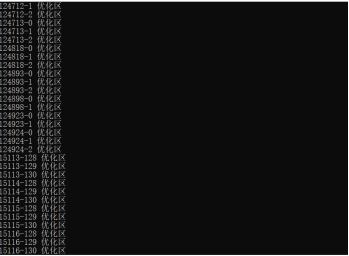 124712-1 优化区
124712-2 优化区
124713-0 优化区
124713-1 优化区
124713-2 优化区
124818-0 优化区
124818-1 优化区
124818-2 优化区
124893-0 优化区
124893-1 优化区
124893-2 优化区
124898-0 优化区
124898-1 优化区
124923-0 优化区
124923-1 优化区
124924-0 优化区
124924-1 优化区
124924-2 优化区
15113-128 优化区
15113-129 优化区
15113-130 优化区
15114-128 优化区
15114-129 优化区
15114-130 优化区
15115-128 优化区
15115-129 优化区
15115-130 优化区
15116-128 优化区
15116-129 优化区
15116-130 优化区